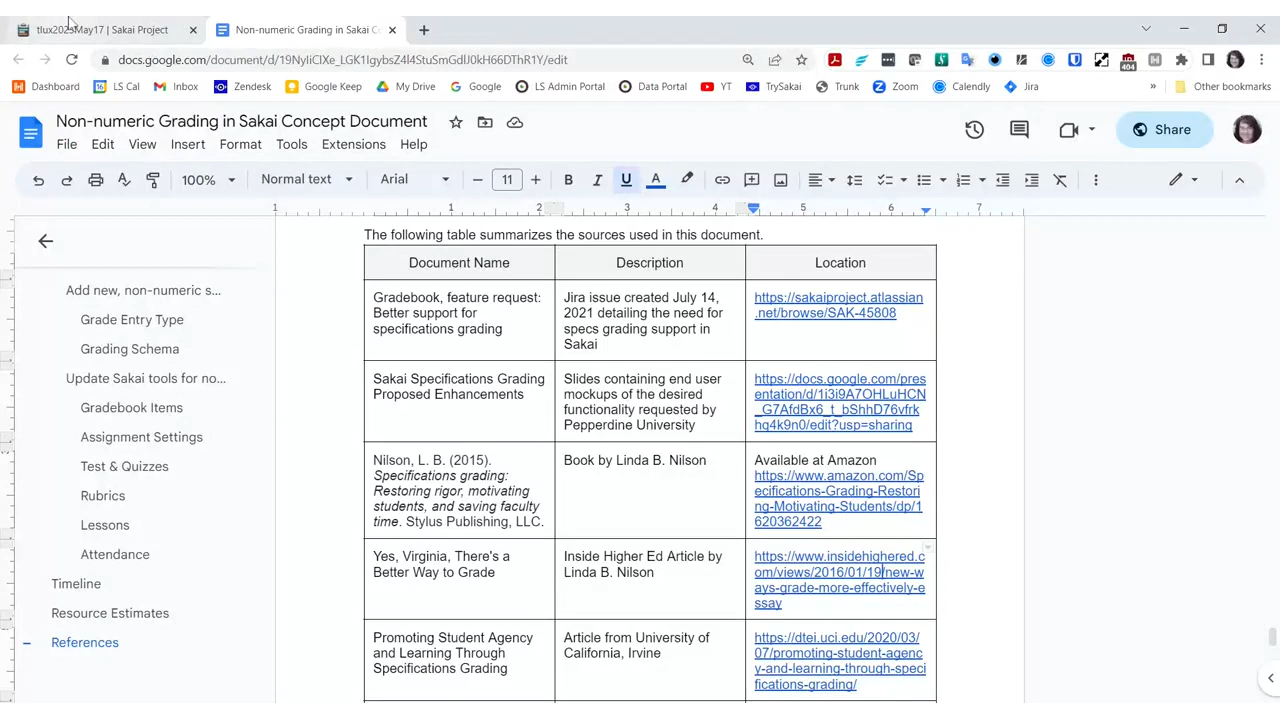 tlux2023May17 | Sakai Project
Non-numeric Grading in Sakai C
docs.google.com/document/d/19NyIiClXe_LGK1IgybsZ4l4StuSmGdlJ0kH66DThR1Y/edit
404
Dashboard
LS Cal
Inbox
Zendesk
Google Keep
My Drive
Google
LS Admin Portal
Data Portal
YT
TrySakai
Trunk
Zoom
Calendly
Jira
»
Other bookmarks
Non-numeric Grading in Sakai Concept Document
File Edit View Insert Format Tools Extensions Help
Share
100% Normal text Arial 11
1 1 2 3 4 5 6 7
Add new, non-numeric s...
Grade Entry Type
Grading Schema
Update Sakai tools for no...
Gradebook Items
Assignment Settings
Test & Quizzes
Rubrics
Lessons
Attendance
Timeline
Resource Estimates
References
The following table summarizes the sources used in this document.
Document Name Description Location
Gradebook, feature request:
Better support for
specifications grading
Jira issue created July 14,
2021 detailing the need for
specs grading support in
Sakai
https://sakaiproject.atlassian
.net/browse/SAK-45808
Sakai Specifications Grading
Proposed Enhancements
Slides containing end user
mockups of the desired
functionality requested by
Pepperdine University
https://docs.google.com/pres
entation/d/1i3i9A7OHLuHCN
_G7AfdBx6_t_bShhD76vfrk
hq4k9n0/edit?usp=sharing
Nilson, L. B. (2015).
Specifications grading:
Restoring rigor, motivating
students, and saving faculty
time. Stylus Publishing, LLC.
Book by Linda B. Nilson
Available at Amazon
https://www.amazon.com/Sp
ecifications-Grading-Restori
ng-Motivating-Students/dp/1
620362422
Yes, Virginia, There's a
Better Way to Grade
Inside Higher Ed Article by
Linda B. Nilson
https://www.insidehighered.c
om/views/2016/01/19/new-w
ays-grade-more-effectively-e
ssay
Promoting Student Agency
and Learning Through
Specifications Grading
Article from University of
California, Irvine
https://dtei.uci.edu/2020/03/
07/promoting-student-agenc
y-and-learning-through-speci
fications-grading/